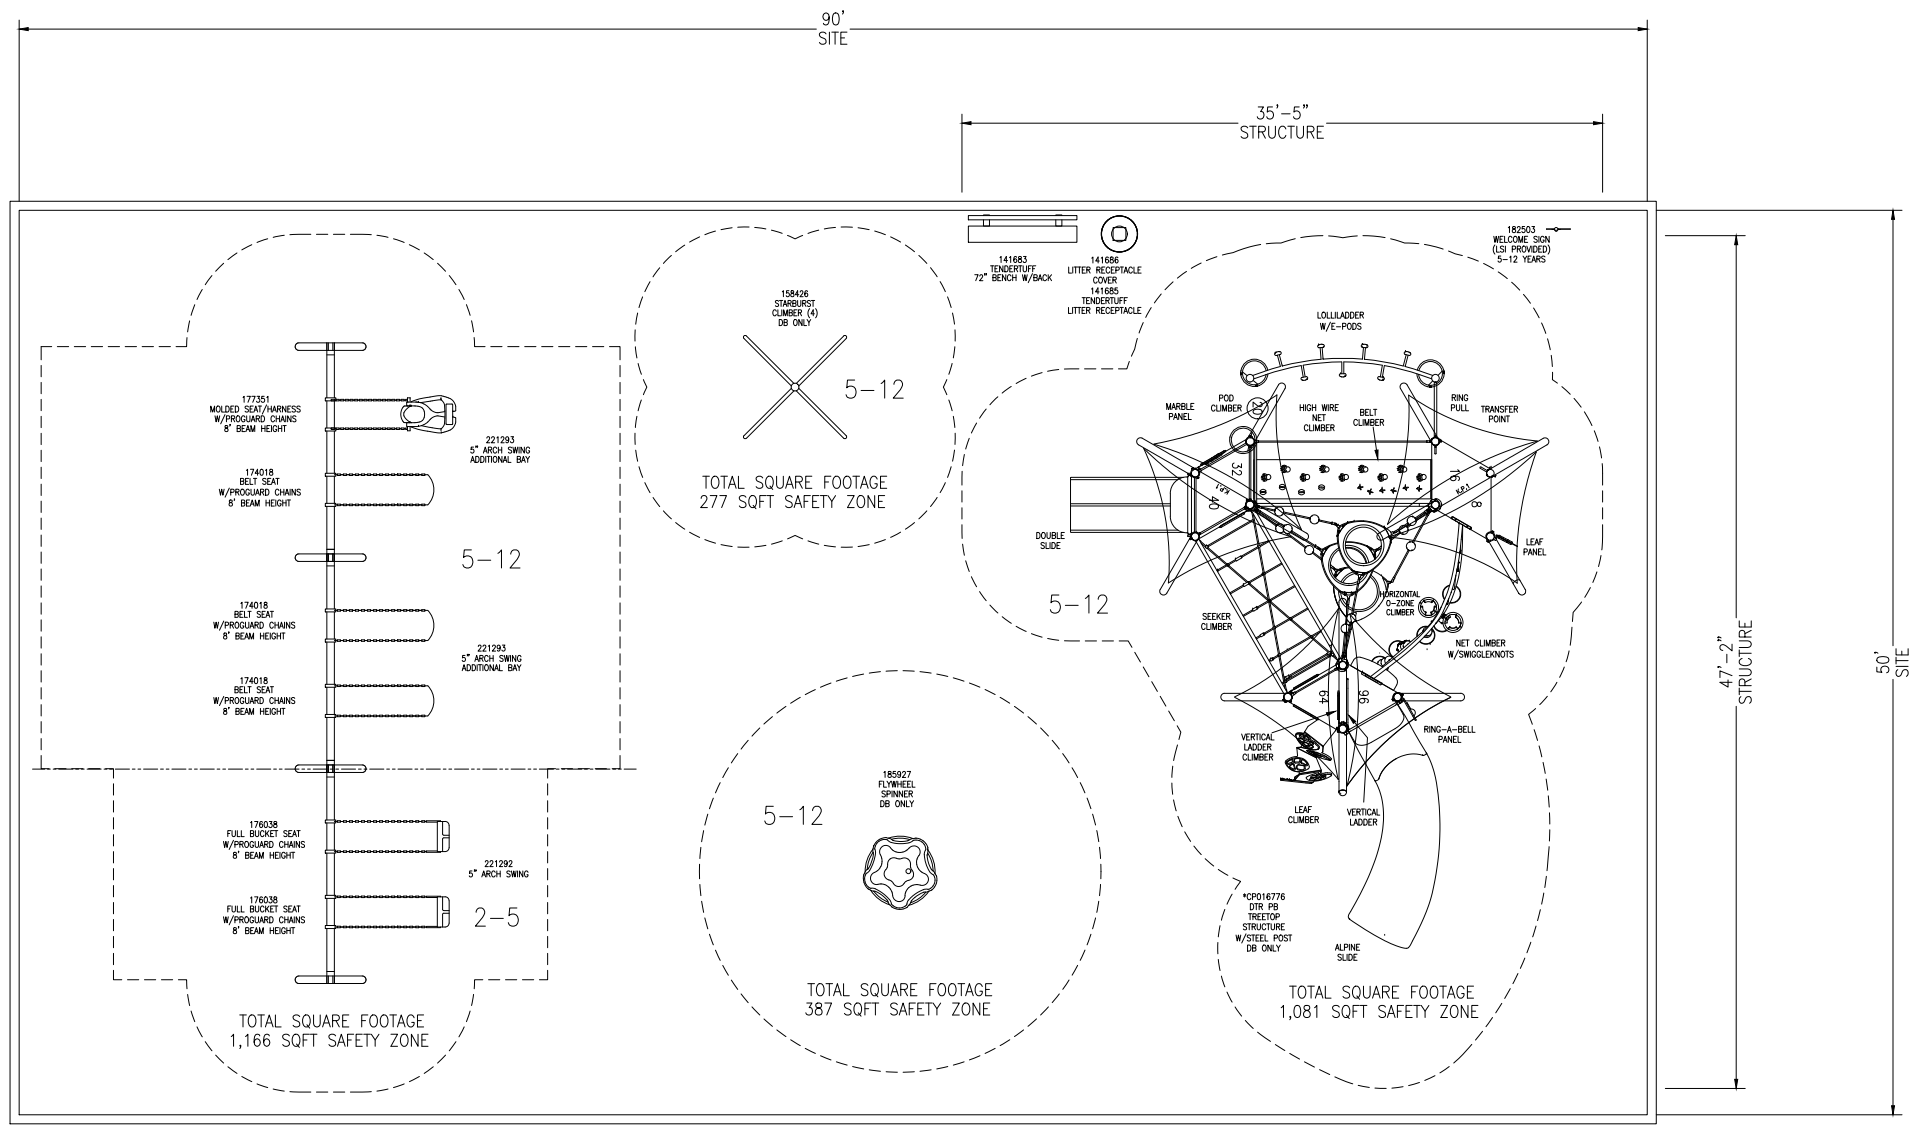 90'
SITE
35'-5"
STRUCTURE
141683
TENDERTUFF
72" BENCH W/BACK
141686
LITTER RECEPTACLE
COVER
141685
TENDERTUFF
LITTER RECEPTACLE
182503
WELCOME SIGN
(LSI PROVIDED)
5-12 YEARS
158426
STARBURST
CLIMBER (4)
DB ONLY
5-12
TOTAL SQUARE FOOTAGE
277 SQFT SAFETY ZONE
177351
MOLDED SEAT/HARNESS
W/PROGUARD CHAINS
8' BEAM HEIGHT
221293
5" ARCH SWING
ADDITIONAL BAY
174018
BELT SEAT
W/PROGUARD CHAINS
8' BEAM HEIGHT
5-12
174018
BELT SEAT
W/PROGUARD CHAINS
8' BEAM HEIGHT
221293
5" ARCH SWING
ADDITIONAL BAY
174018
BELT SEAT
W/PROGUARD CHAINS
8' BEAM HEIGHT
176038
FULL BUCKET SEAT
W/PROGUARD CHAINS
8' BEAM HEIGHT
221292
5" ARCH SWING
176038
FULL BUCKET SEAT
W/PROGUARD CHAINS
8' BEAM HEIGHT
2-5
TOTAL SQUARE FOOTAGE
1,166 SQFT SAFETY ZONE
185927
FLYWHEEL
SPINNER
DB ONLY
5-12
TOTAL SQUARE FOOTAGE
387 SQFT SAFETY ZONE
LOLLILADDER
W/E-PODS
MARBLE
PANEL
POD
CLIMBER
20
HIGH WIRE
NET
CLIMBER
BELT
CLIMBER
RING
PULL
TRANSFER
POINT
32
K.P.1
40
16
K.P.1
8
DOUBLE
SLIDE
LEAF
PANEL
5-12
SEEKER
CLIMBER
HORIZONTAL
O-ZONE
CLIMBER
NET CLIMBER
W/SWIGGLEKNOTS
64
96
VERTICAL
LADDER
CLIMBER
RING-A-BELL
PANEL
LEAF
CLIMBER
VERTICAL
LADDER
*CP016776
DTR PB
TREETOP
STRUCTURE
W/STEEL POST
DB ONLY
ALPINE
SLIDE
TOTAL SQUARE FOOTAGE
1,081 SQFT SAFETY ZONE
47'-2"
STRUCTURE
50'
SITE